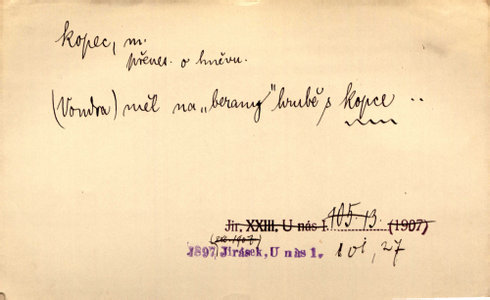 kopec, m.
přenes. o hněvu.
(Vondra) měl na „berany" hrubě s kopce ..
Jir. XXIII. U nás I. 105. 13. (1907)
1897 Jirásek, U nás 1. 101, 27